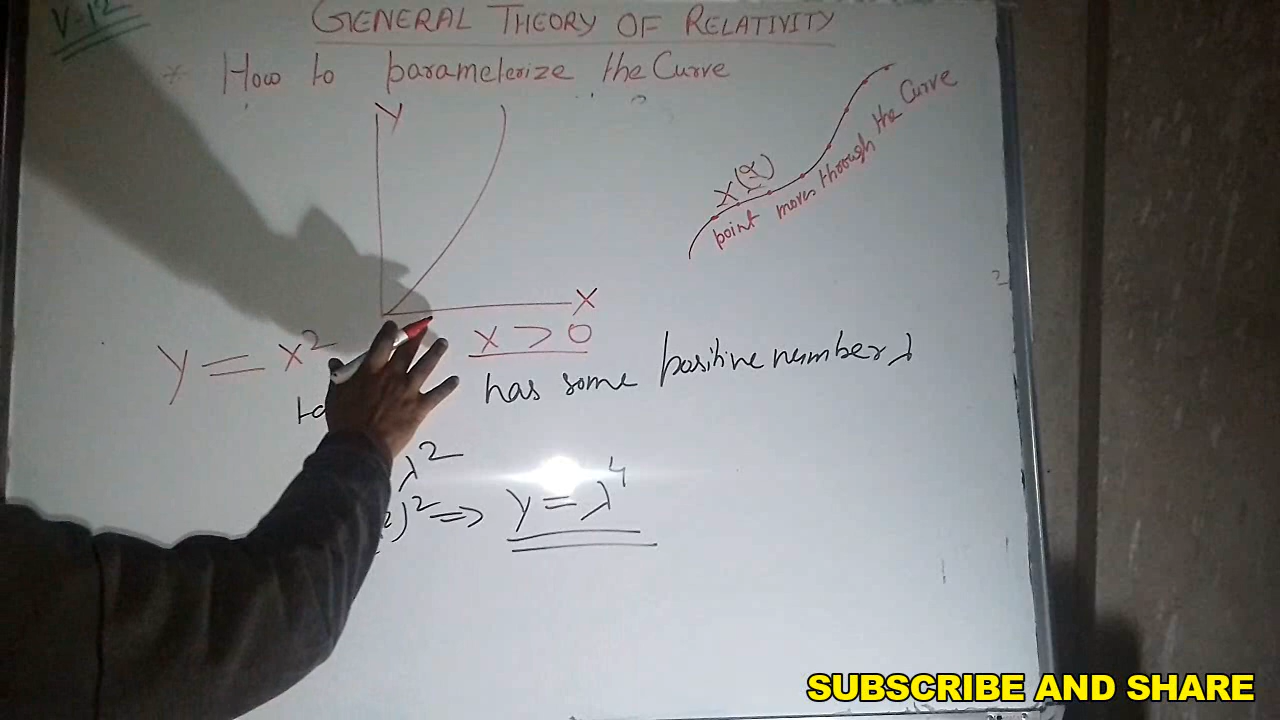 V-12
GENERAL THEORY OF RELATIVITY
* How to parameterize the Curve
Y
X
X(α)
point moves through the Curve
Y = X²
X > 0
has some positive number λ
λ²
)² => Y = λ⁴
SUBSCRIBE AND SHARE